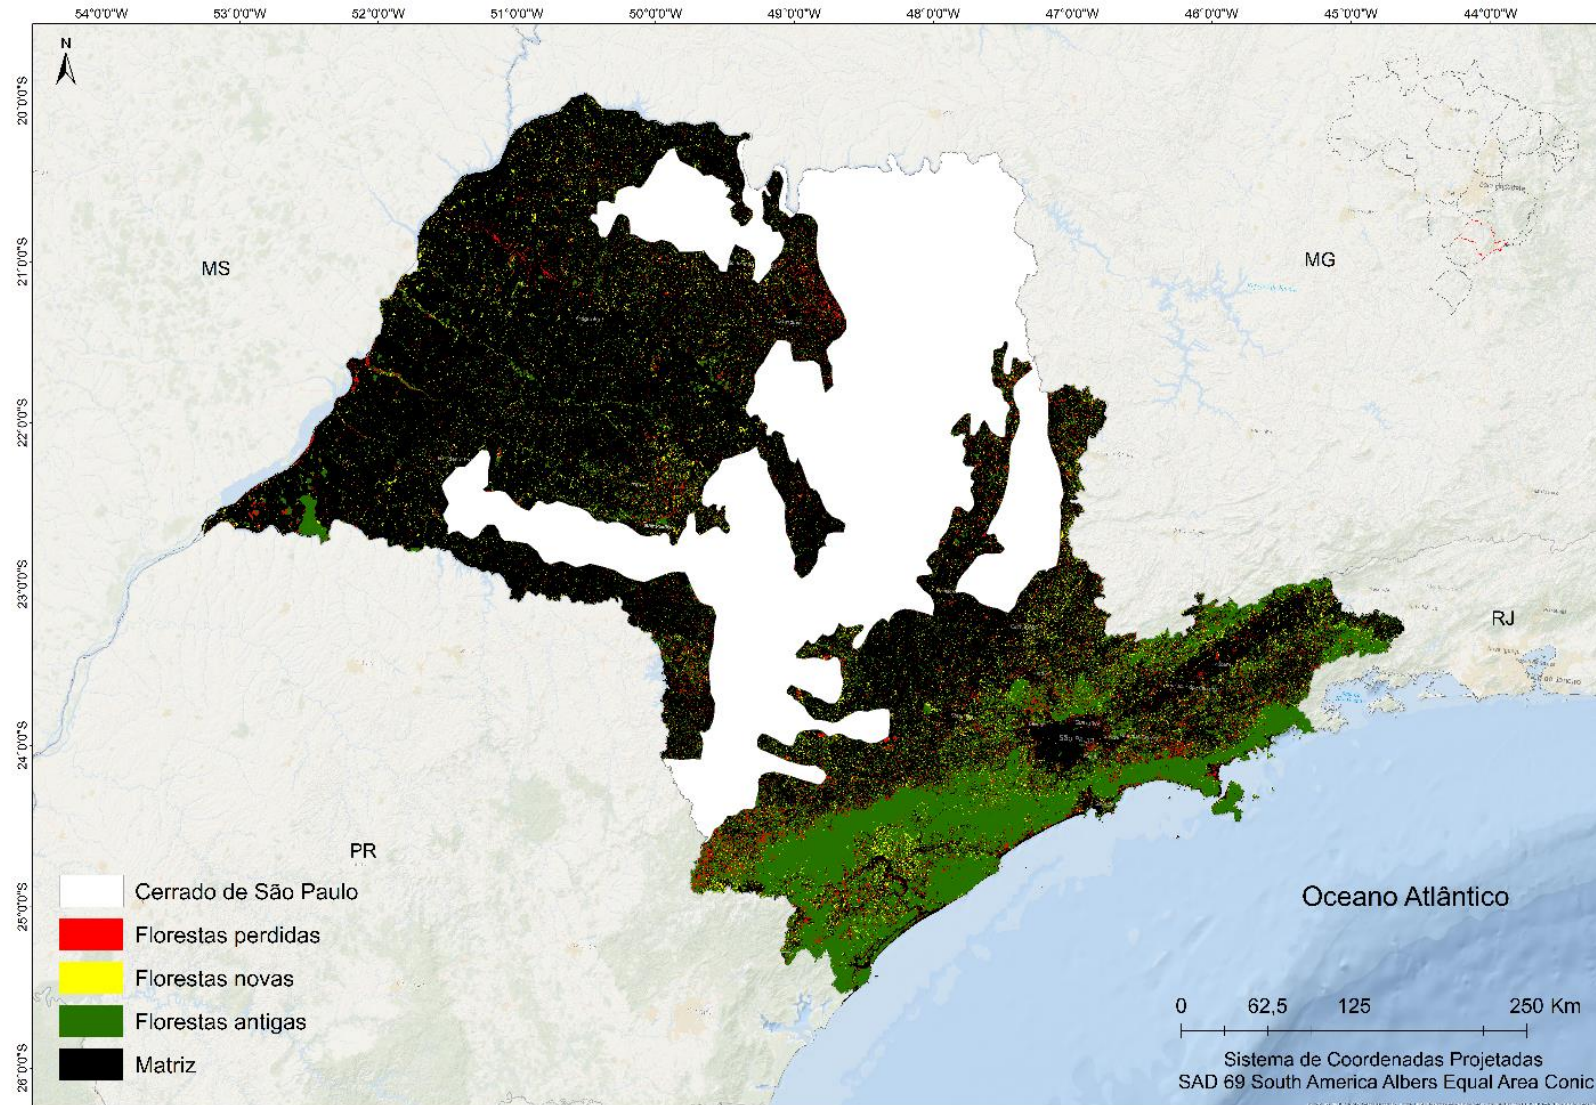 54°0'0"W 53°0'0"W 52°0'0"W 51°0'0"W 50°0'0"W 49°0'0"W 48°0'0"W 47°0'0"W 46°0'0"W 45°0'0"W 44°0'0"W
N
20°0'0"S
21°0'0"S
22°0'0"S
23°0'0"S
24°0'0"S
25°0'0"S
26°0'0"S
MS
MG
RJ
São Paulo
PR
Cerrado de São Paulo
Florestas perdidas
Florestas novas
Florestas antigas
Matriz
Oceano Atlântico
0 62,5 125 250 Km
Sistema de Coordenadas Projetadas
SAD 69 South America Albers Equal Area Conic